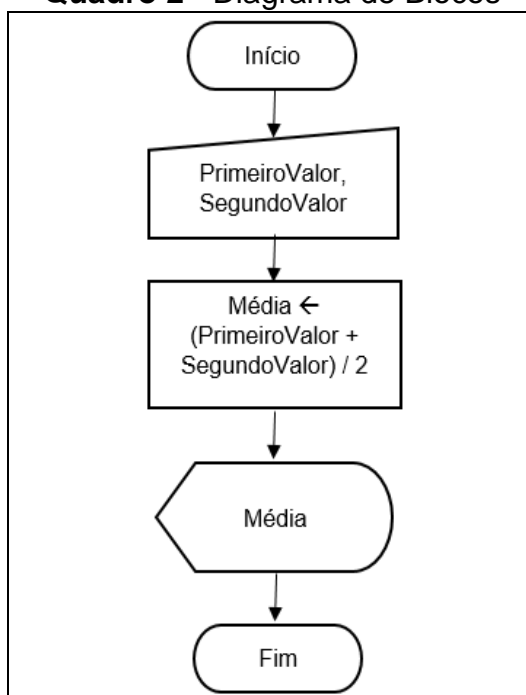 Quadro 2 - Diagrama de Blocos
Início
PrimeiroValor,
SegundoValor
Média ←
(PrimeiroValor +
SegundoValor) / 2
Média
Fim